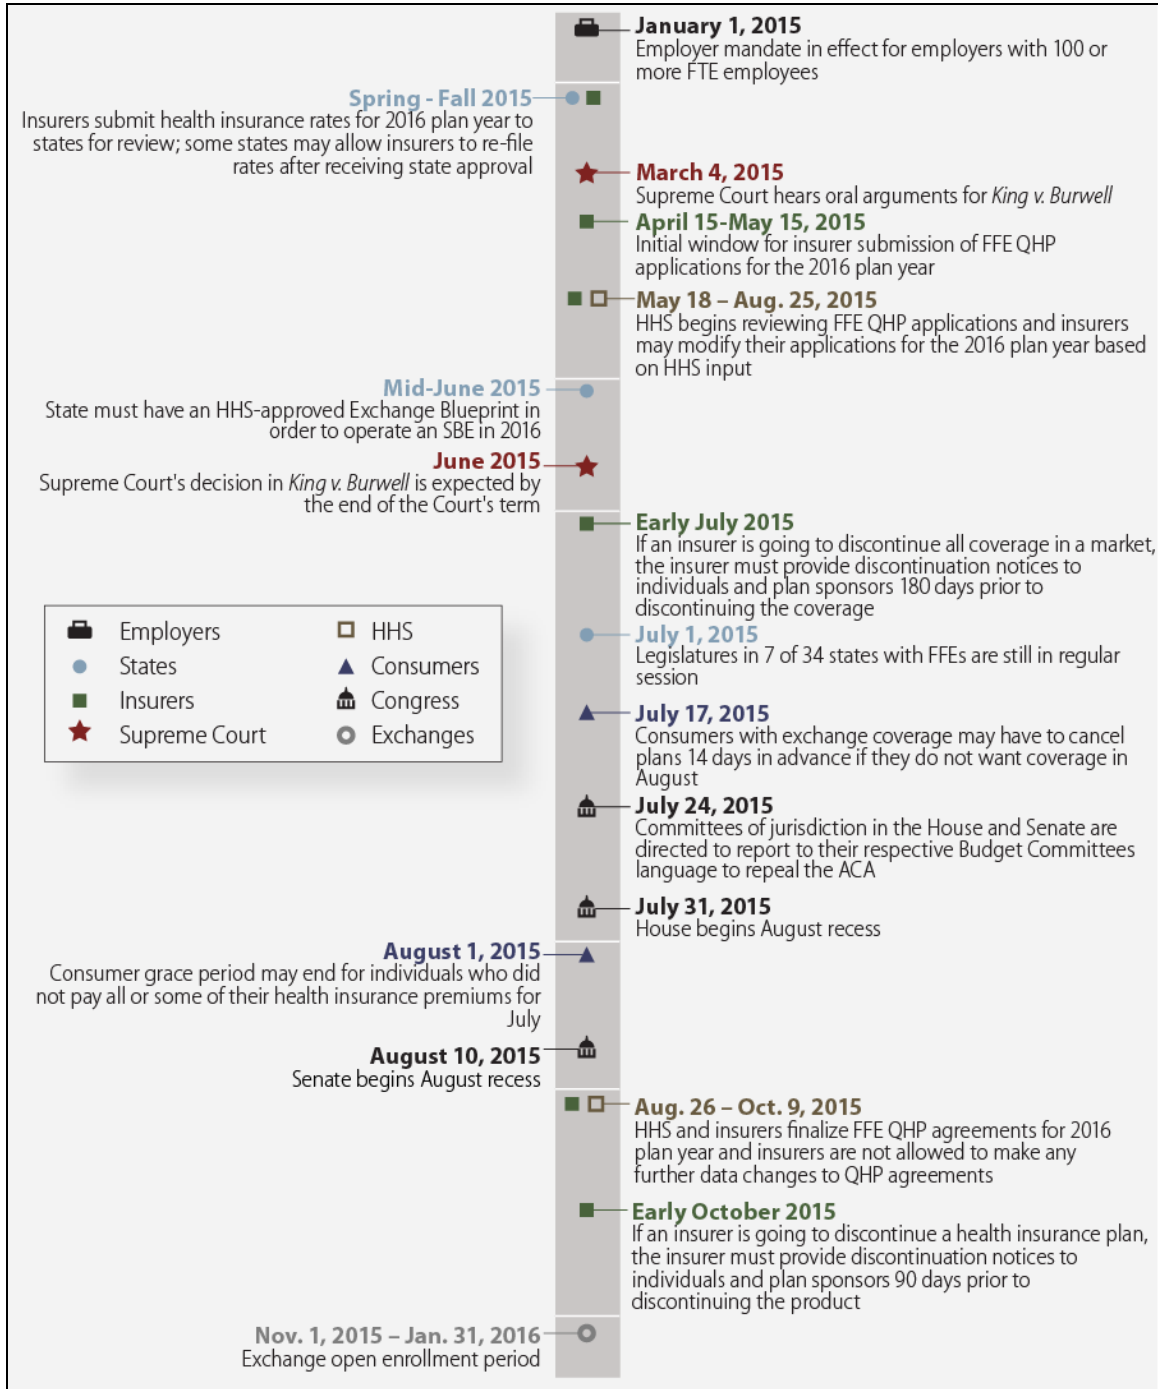 January 1, 2015
Employer mandate in effect for employers with 100 or
more FTE employees
Spring - Fall 2015
Insurers submit health insurance rates for 2016 plan year to
states for review; some states may allow insurers to re-file
rates after receiving state approval
March 4, 2015
Supreme Court hears oral arguments for King v. Burwell
April 15-May 15, 2015
Initial window for insurer submission of FFE QHP
applications for the 2016 plan year
May 18 – Aug. 25, 2015
HHS begins reviewing FFE QHP applications and insurers
may modify their applications for the 2016 plan year based
on HHS input
Mid-June 2015
State must have an HHS-approved Exchange Blueprint in
order to operate an SBE in 2016
June 2015
Supreme Court's decision in King v. Burwell is expected by
the end of the Court's term
Early July 2015
If an insurer is going to discontinue all coverage in a market,
the insurer must provide discontinuation notices to
individuals and plan sponsors 180 days prior to
discontinuing the coverage
Employers
HHS
States
Consumers
Insurers
Congress
Supreme Court
Exchanges
July 1, 2015
Legislatures in 7 of 34 states with FFEs are still in regular
session
July 17, 2015
Consumers with exchange coverage may have to cancel
plans 14 days in advance if they do not want coverage in
August
July 24, 2015
Committees of jurisdiction in the House and Senate are
directed to report to their respective Budget Committees
language to repeal the ACA
July 31, 2015
House begins August recess
August 1, 2015
Consumer grace period may end for individuals who did
not pay all or some of their health insurance premiums for
July
August 10, 2015
Senate begins August recess
Aug. 26 – Oct. 9, 2015
HHS and insurers finalize FFE QHP agreements for 2016
plan year and insurers are not allowed to make any
further data changes to QHP agreements
Early October 2015
If an insurer is going to discontinue a health insurance plan,
the insurer must provide discontinuation notices to
individuals and plan sponsors 90 days prior to
discontinuing the product
Nov. 1, 2015 – Jan. 31, 2016
Exchange open enrollment period